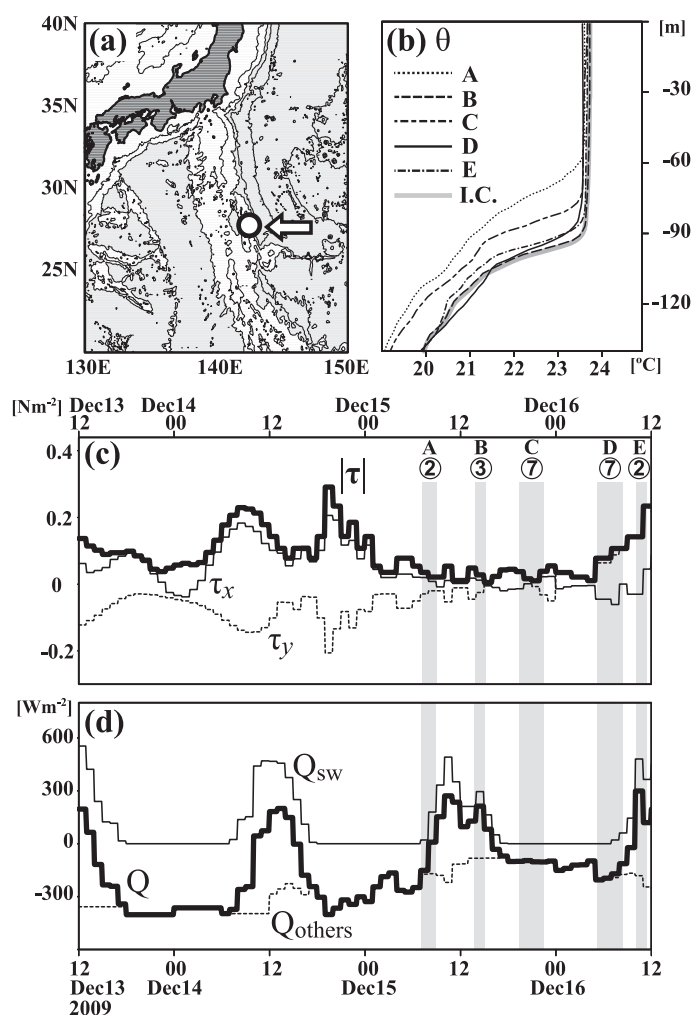 40N
35N
30N
25N
130E 140E 150E
(a)
(b) θ
A
B
C
D
E
I.C.
[m]
-30
-60
-90
-120
20 21 22 23 24 [ºC]
[Nm-2]
Dec13 Dec14 Dec15 Dec16
12 00 12 00 12 00 12
(c)
0.4
0.2
0
-0.2
|τ|
τx
τy
A B C D E
② ③ ⑦ ⑦ ②
[Wm-2]
(d)
600
300
0
-300
Qsw
Q
Qothers
12 00 12 00 12 00 12
Dec13 Dec14 Dec15 Dec16
2009